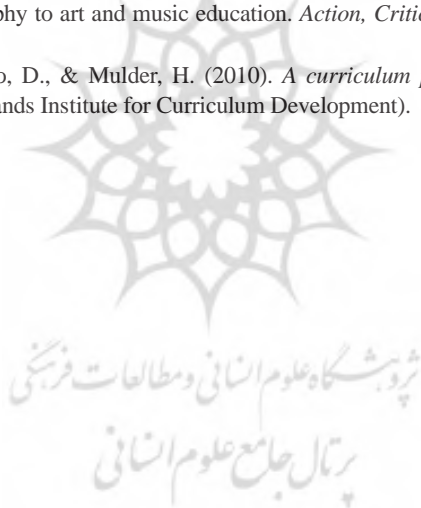 phy to art and music education. Action, Critic
o, D., & Mulder, H. (2010). A curriculum p
ands Institute for Curriculum Development).
پژوهشگاه علوم انسانی و مطالعات فرهنگی
پرتال جامع علوم انسانی